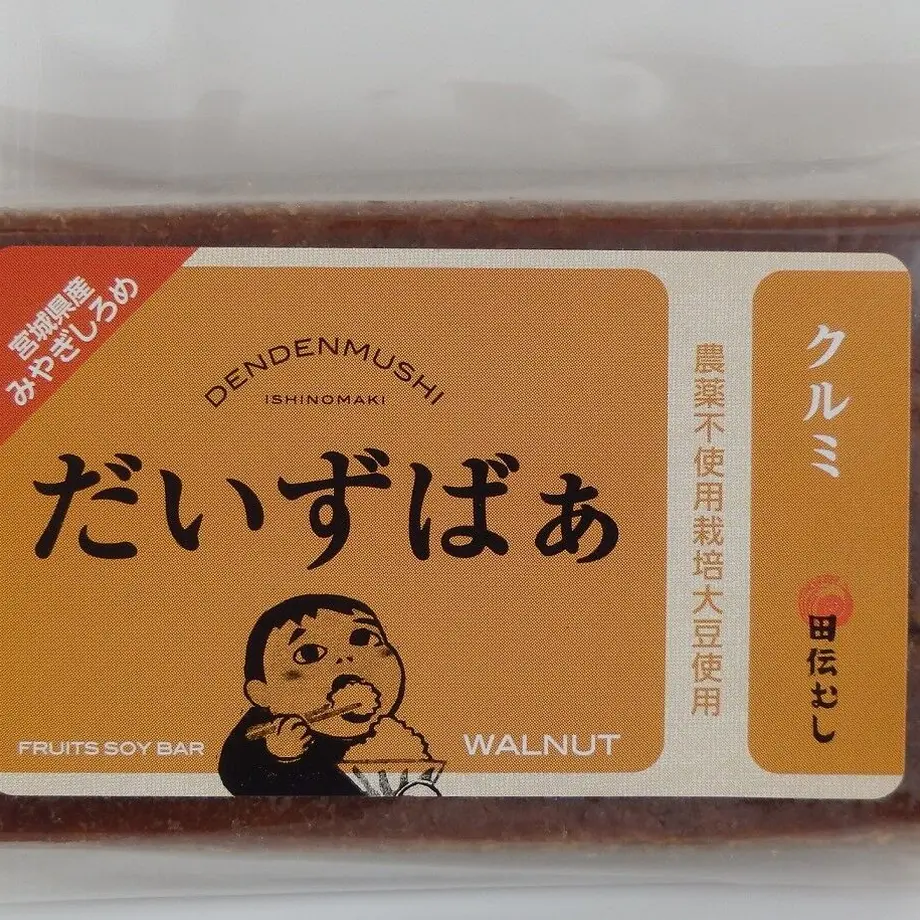 宮城県産
みやぎしろめ
DENDENMUSHI
ISHINOMAKI
だいずばぁ
FRUITS SOY BAR
WALNUT
農薬不使用栽培大豆使用
クルミ
田伝むし